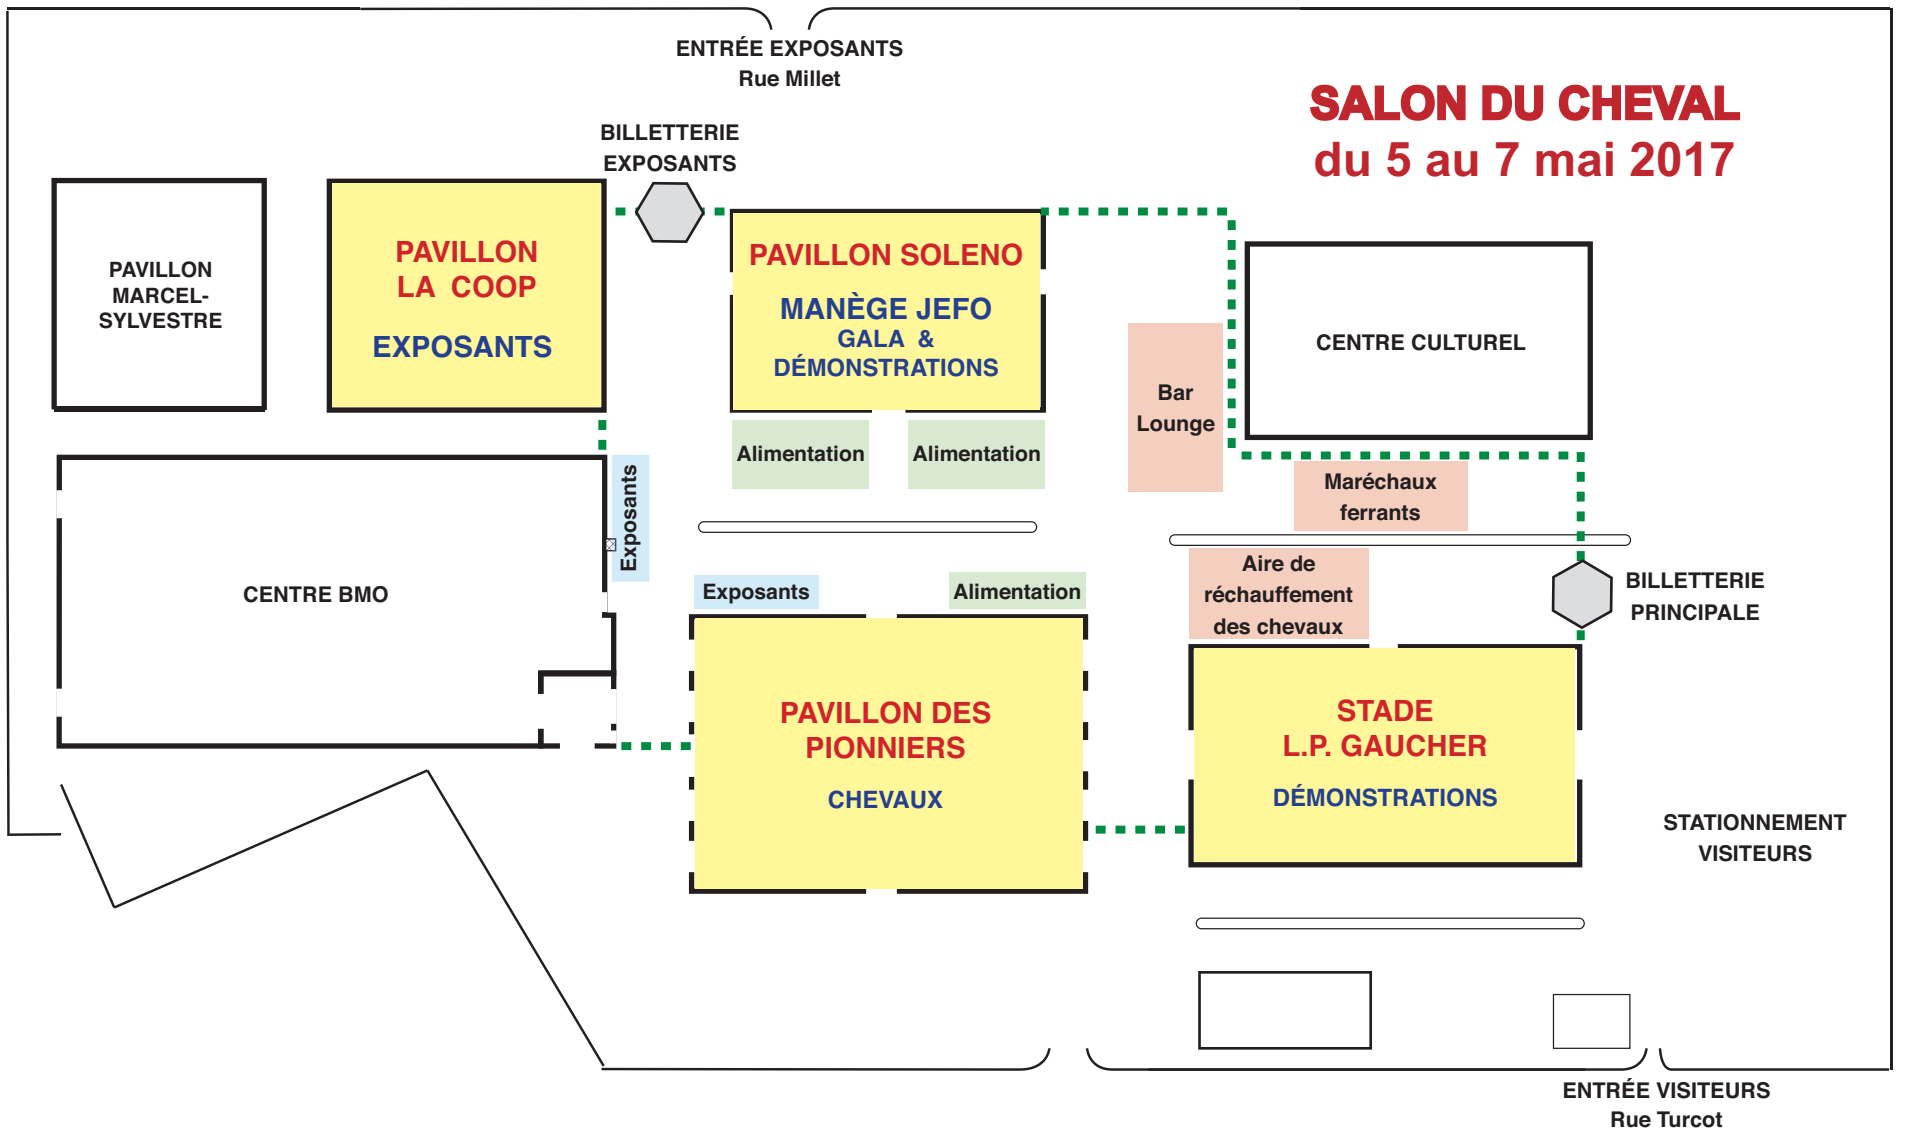 ENTRÉE EXPOSANTS
Rue Millet
SALON DU CHEVAL
du 5 au 7 mai 2017
BILLETTERIE
EXPOSANTS
PAVILLON
MARCEL-
SYLVESTRE
PAVILLON
LA COOP
EXPOSANTS
PAVILLON SOLENO
MANÈGE JEFO
GALA &
DÉMONSTRATIONS
CENTRE CULTUREL
Bar
Lounge
Alimentation
Alimentation
Maréchaux
ferrants
Exposants
CENTRE BMO
Exposants
Alimentation
Aire de
réchauffement
des chevaux
BILLETTERIE
PRINCIPALE
PAVILLON DES
PIONNIERS
CHEVAUX
STADE
L.P. GAUCHER
DÉMONSTRATIONS
STATIONNEMENT
VISITEURS
ENTRÉE VISITEURS
Rue Turcot